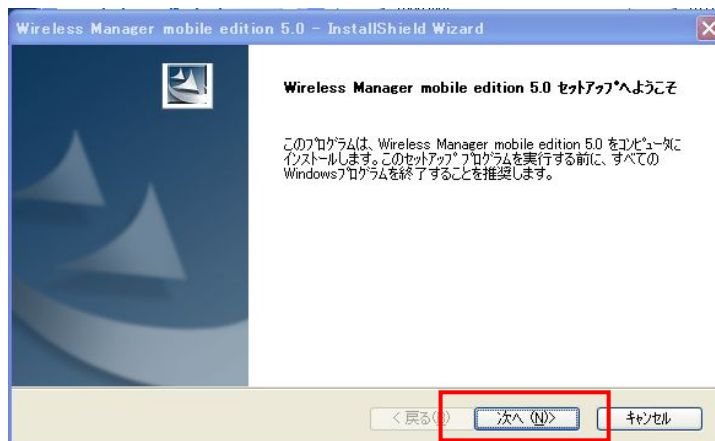 Wireless Manager mobile edition 5.0 - InstallShield Wizard
Wireless Manager mobile edition 5.0 ｾｯﾄｱｯﾌﾟへようこそ
このﾌﾟﾛｸﾞﾗﾑは、Wireless Manager mobile edition 5.0 をｺﾝﾋﾟｭｰﾀに
ｲﾝｽﾄｰﾙします。このｾｯﾄｱｯﾌﾟ ﾌﾟﾛｸﾞﾗﾑを実行する前に、すべての
Windowsﾌﾟﾛｸﾞﾗﾑを終了することを推奨します。
< 戻る(B) 次へ (N)> ｷｬﾝｾﾙ